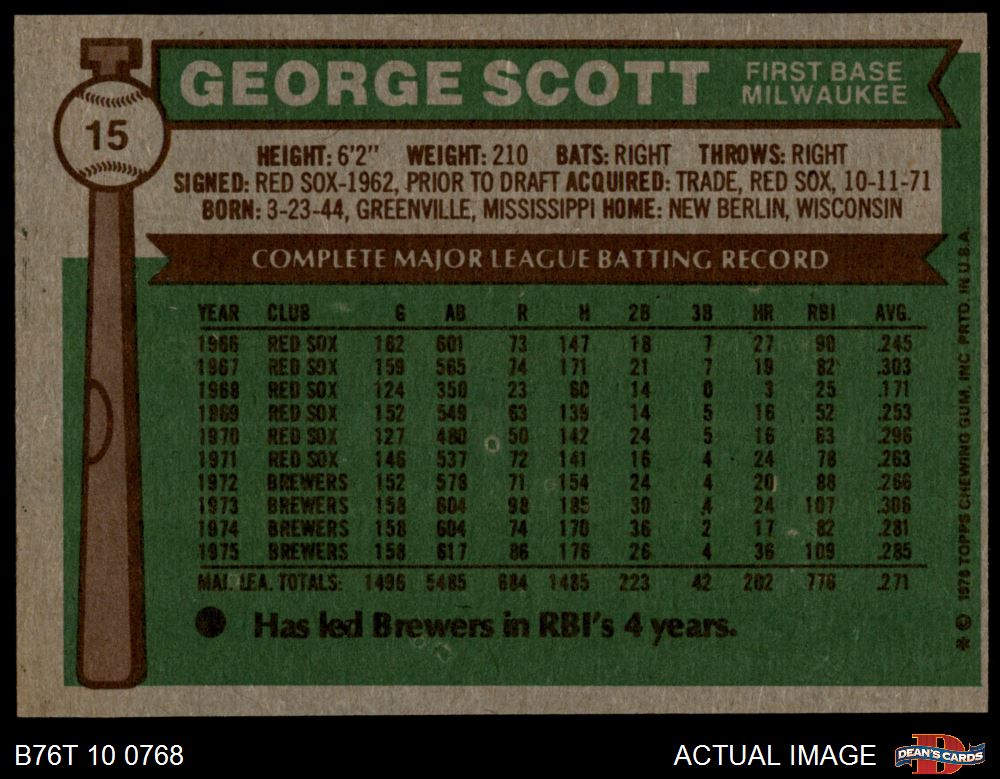 GEORGE SCOTT
FIRST BASE
MILWAUKEE
15
HEIGHT: 6'2" WEIGHT: 210 BATS: RIGHT THROWS: RIGHT
SIGNED: RED SOX-1962, PRIOR TO DRAFT ACQUIRED: TRADE, RED SOX, 10-11-71
BORN: 3-23-44, GREENVILLE, MISSISSIPPI HOME: NEW BERLIN, WISCONSIN
COMPLETE MAJOR LEAGUE BATTING RECORD
YEAR CLUB G AB R H 2B 3B HR RBI AVG.
1966 RED SOX 162 601 73 147 18 7 27 90 .245
1967 RED SOX 159 565 74 171 21 7 19 82 .303
1968 RED SOX 124 350 23 60 14 0 3 25 .171
1969 RED SOX 152 549 63 139 14 5 16 52 .253
1970 RED SOX 127 480 50 142 24 5 16 63 .296
1971 RED SOX 146 537 72 141 16 4 24 78 .263
1972 BREWERS 152 578 71 154 24 4 20 88 .266
1973 BREWERS 158 604 98 185 30 4 24 107 .306
1974 BREWERS 158 604 74 170 36 2 17 82 .281
1975 BREWERS 158 617 86 176 26 4 36 109 .285
MAJ. LEA. TOTALS: 1496 5485 684 1485 223 42 202 776 .271
Has led Brewers in RBI's 4 years.
* © 1976 TOPPS CHEWING GUM, INC. PRTD. IN U.S.A.
B76T 10 0768
ACTUAL IMAGE
DEAN'S CARDS